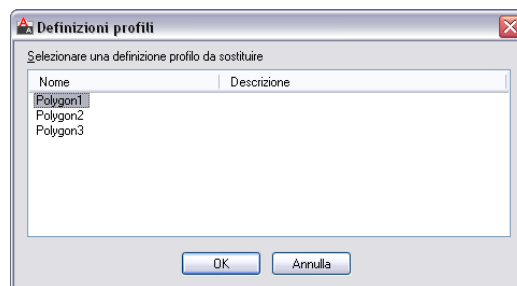 Definizioni profili
Selezionare una definizione profilo da sostituire
Nome Descrizione
Polygon1
Polygon2
Polygon3
OK Annulla